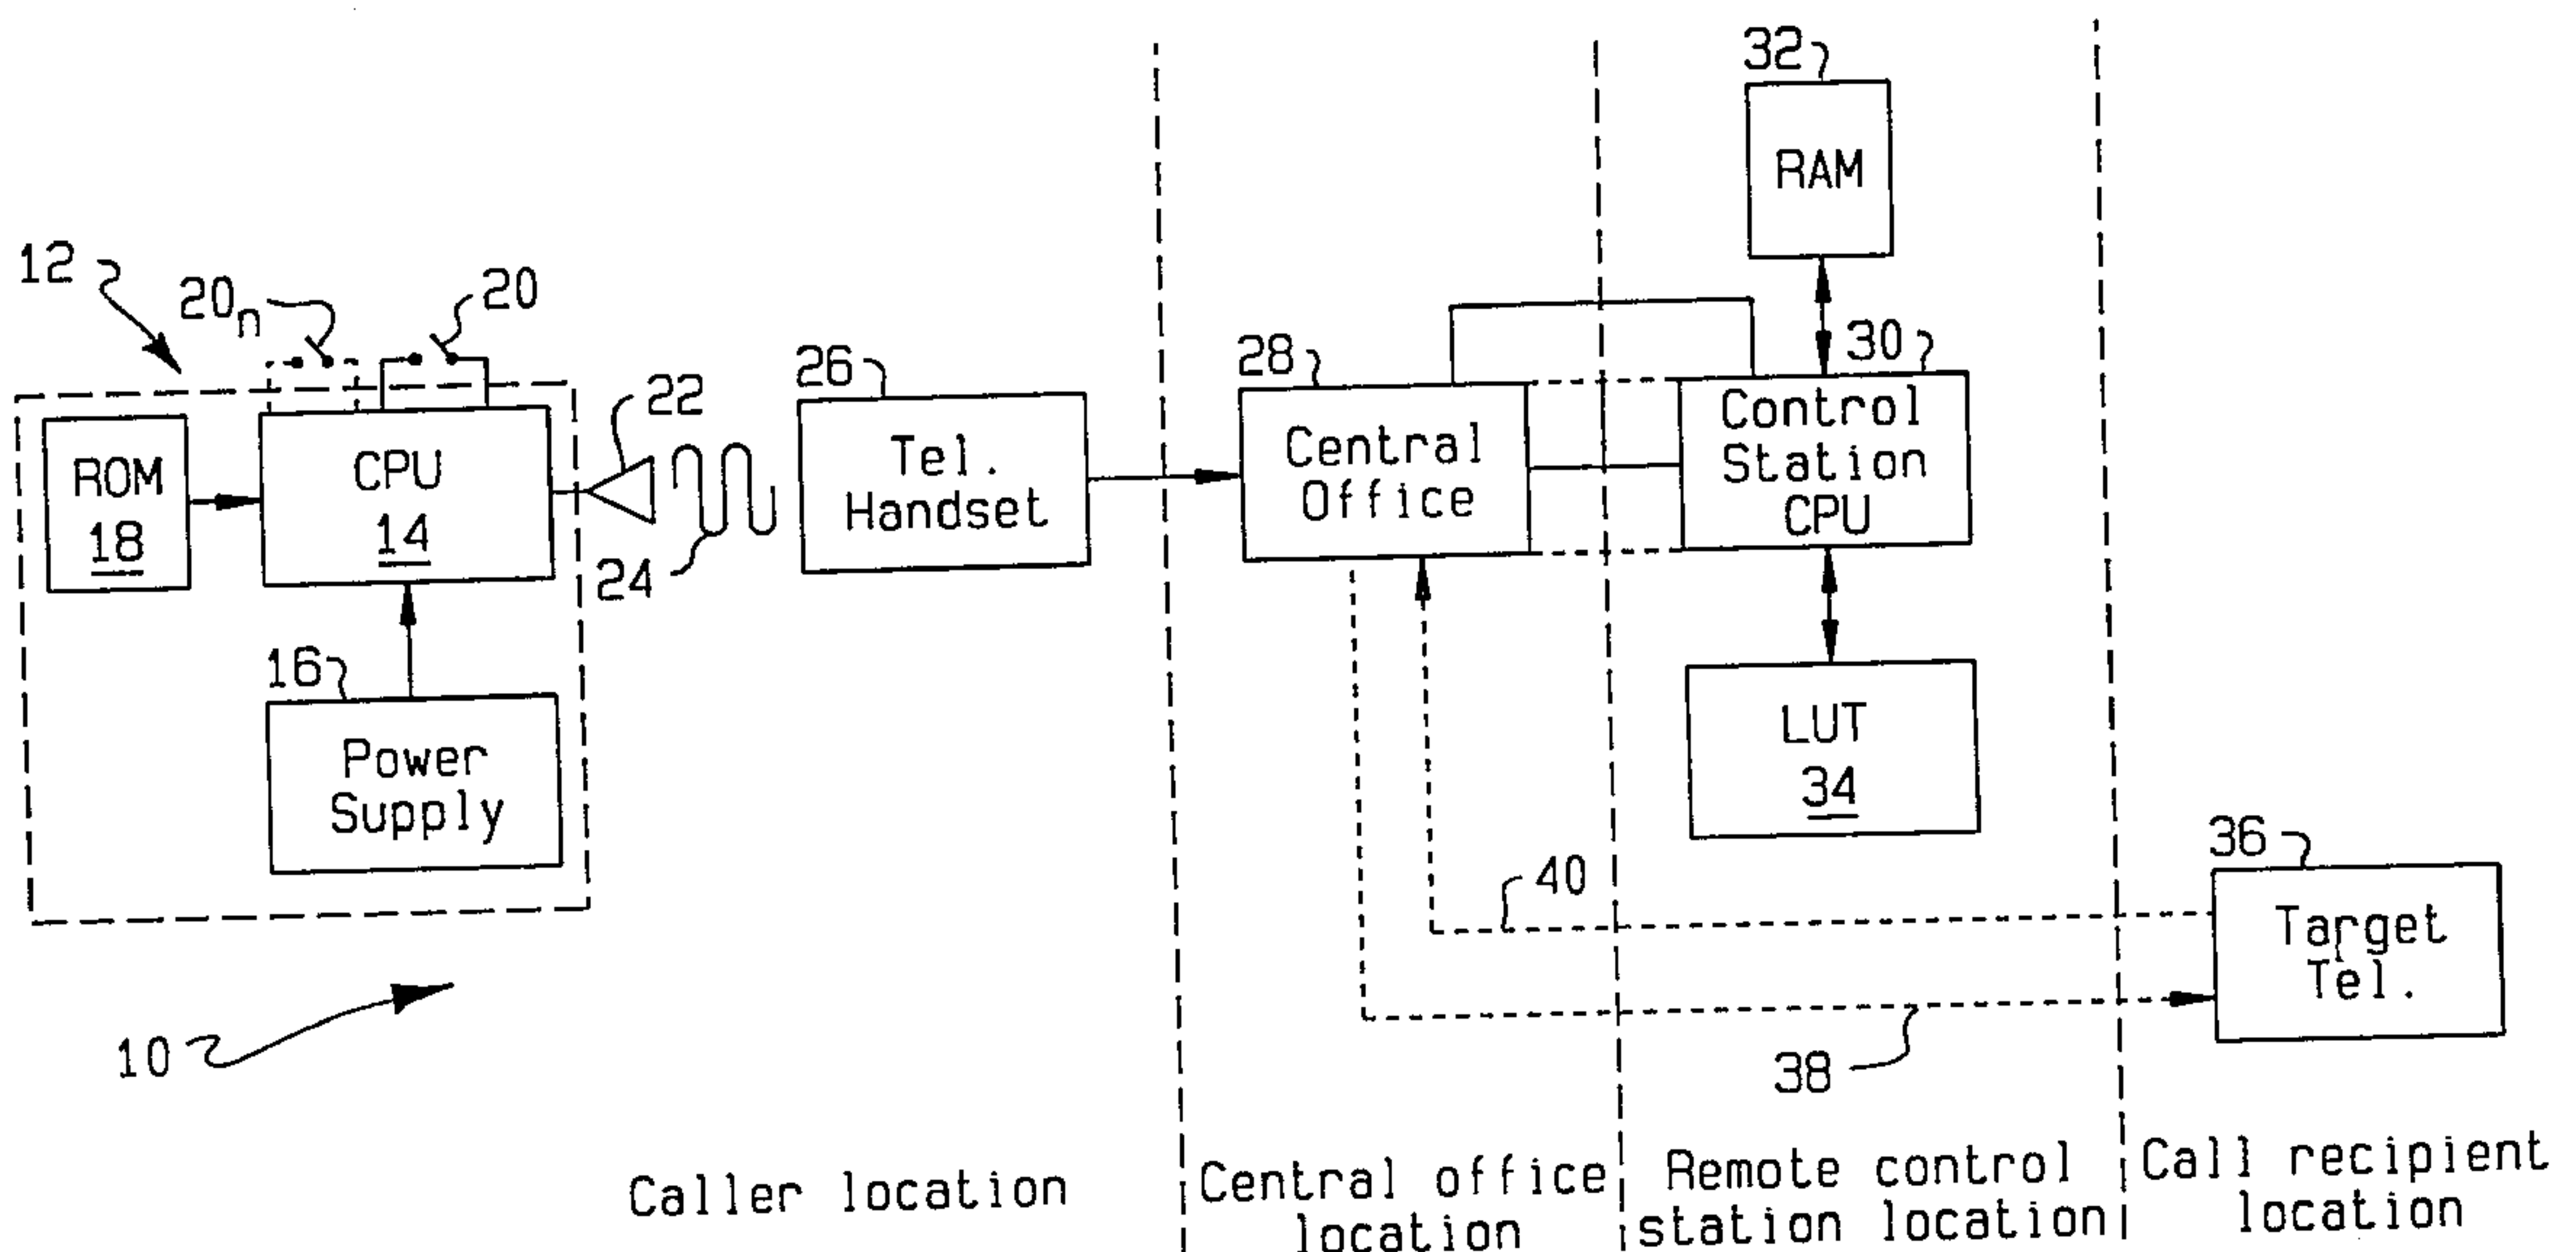 32
RAM
12
20n
20
22
26
28
30
ROM
18
CPU
14
24
Tel.
Handset
Central
Office
Control
Station
CPU
16
Power
Supply
LUT
34
40
36
Target
Tel.
10
38
Caller location
Central office
location
Remote control
station location
Call recipient
location